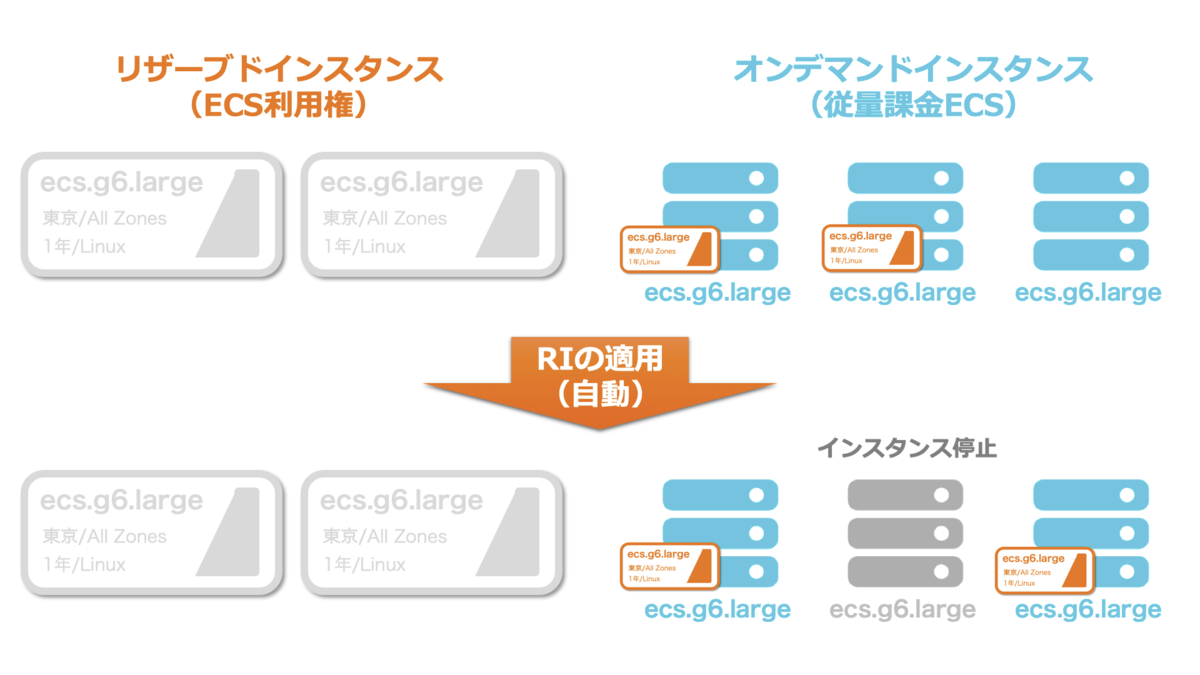 リザーブドインスタンス
（ECS利用権）
オンデマンドインスタンス
（従量課金ECS）
ecs.g6.large
東京/All Zones
1年/Linux
ecs.g6.large
東京/All Zones
1年/Linux
ecs.g6.large
東京/All Zones
1年/Linux
ecs.g6.large
ecs.g6.large
東京/All Zones
1年/Linux
ecs.g6.large
ecs.g6.large
RIの適用
（自動）
インスタンス停止
ecs.g6.large
東京/All Zones
1年/Linux
ecs.g6.large
東京/All Zones
1年/Linux
ecs.g6.large
東京/All Zones
1年/Linux
ecs.g6.large
ecs.g6.large
ecs.g6.large
東京/All Zones
1年/Linux
ecs.g6.large